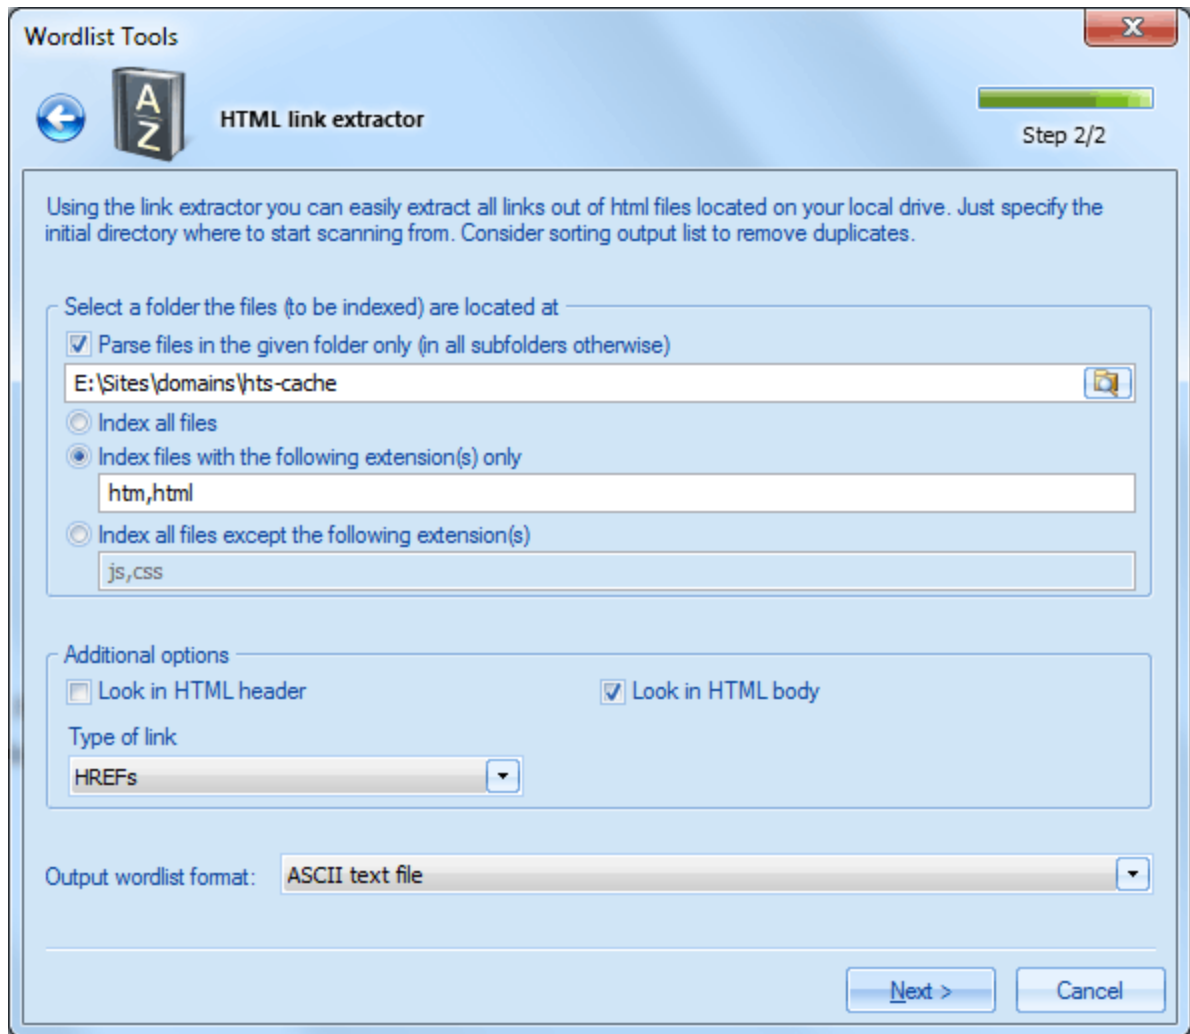 Wordlist Tools
A
Z
HTML link extractor
Step 2/2
Using the link extractor you can easily extract all links out of html files located on your local drive. Just specify the
initial directory where to start scanning from. Consider sorting output list to remove duplicates.
Select a folder the files (to be indexed) are located at
Parse files in the given folder only (in all subfolders otherwise)
E:\Sites\domains\hts-cache
Index all files
Index files with the following extension(s) only
htm,html
Index all files except the following extension(s)
js,css
Additional options
Look in HTML header
Look in HTML body
Type of link
HREFs
Output wordlist format:
ASCII text file
Next >
Cancel